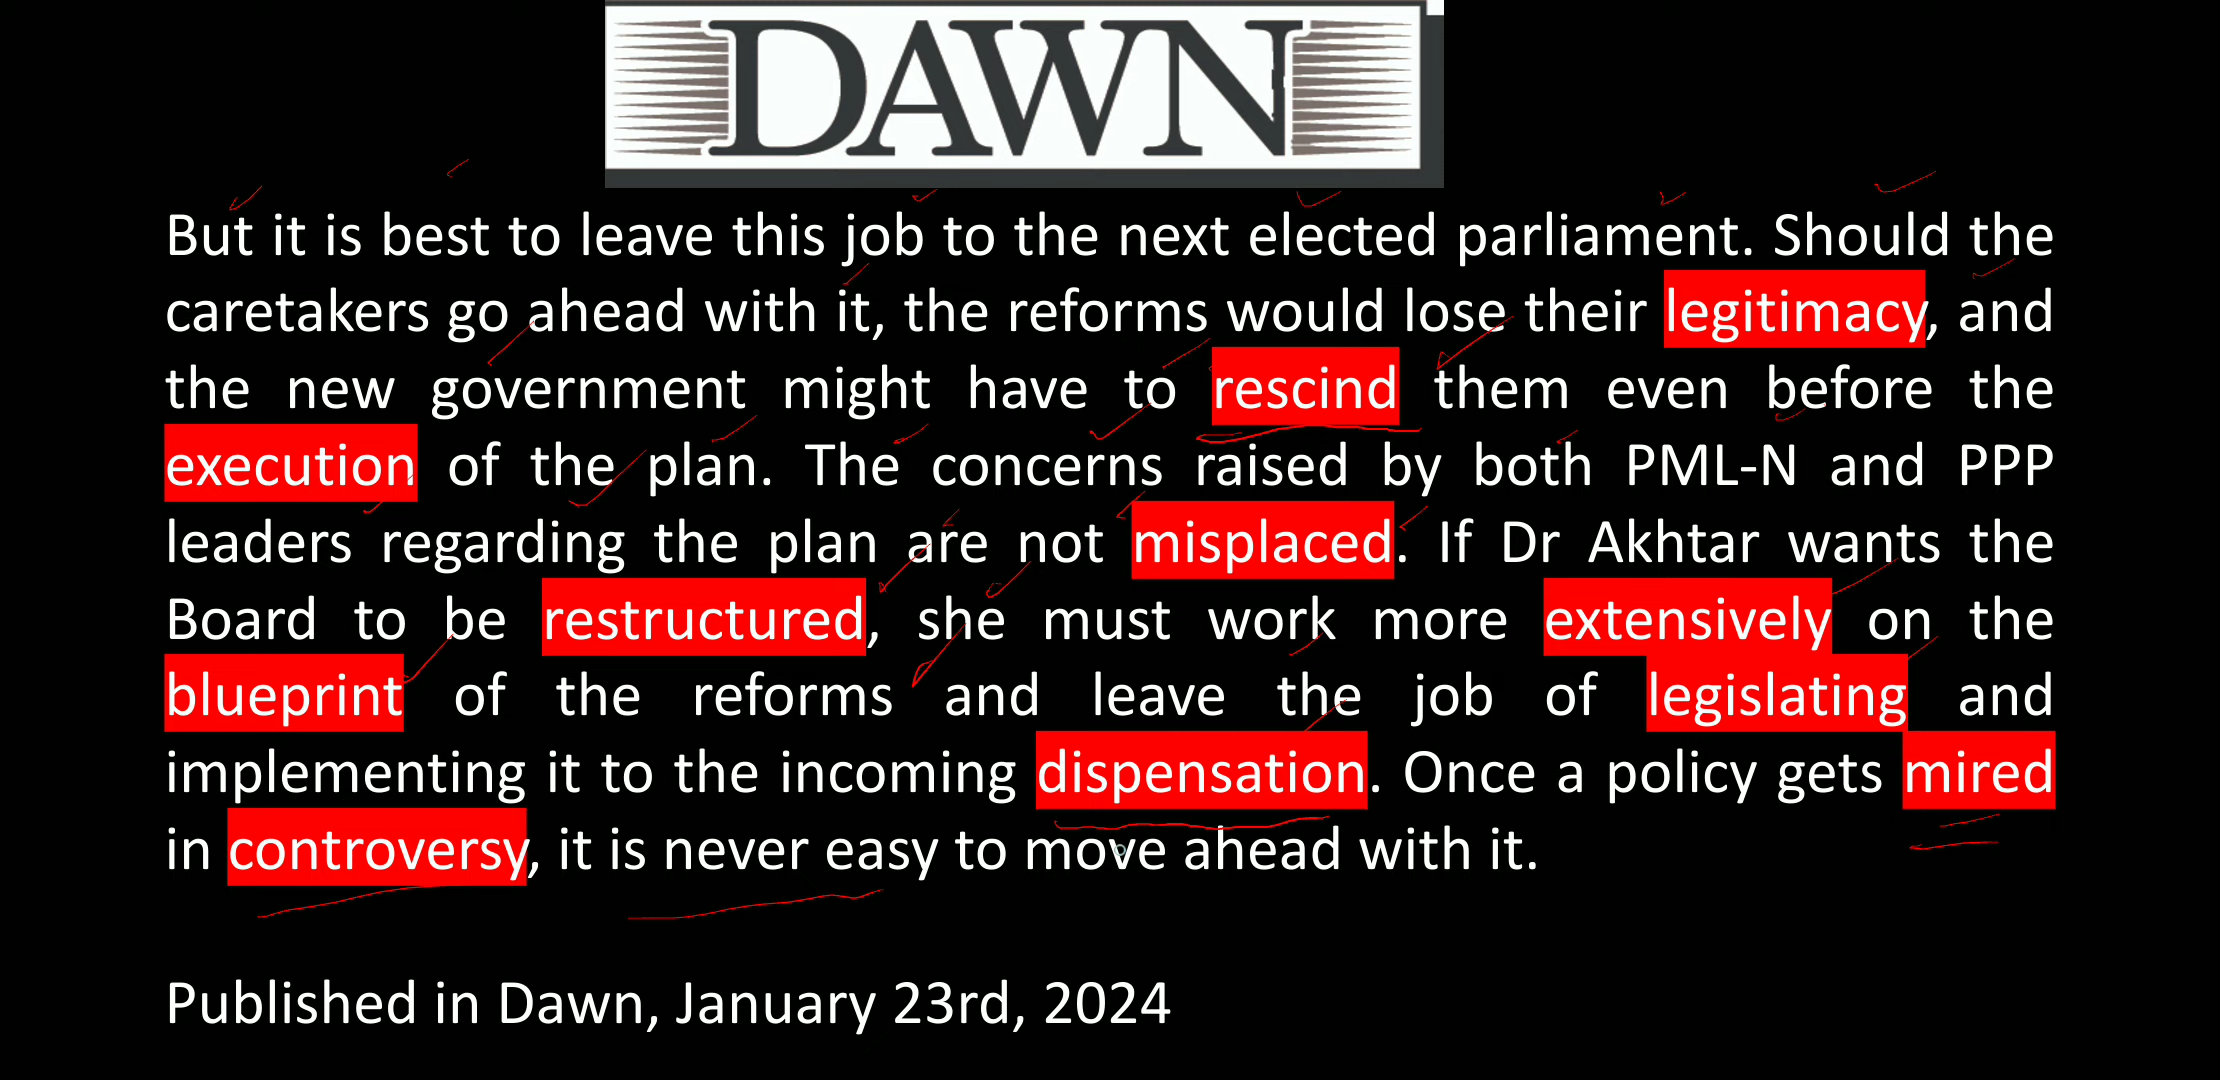 DAWN
But it is best to leave this job to the next elected parliament. Should the
caretakers go ahead with it, the reforms would lose their legitimacy, and
the new government might have to rescind them even before the
execution of the plan. The concerns raised by both PML-N and PPP
leaders regarding the plan are not misplaced. If Dr Akhtar wants the
Board to be restructured, she must work more extensively on the
blueprint of the reforms and leave the job of legislating and
implementing it to the incoming dispensation. Once a policy gets mired
in controversy, it is never easy to move ahead with it.
Published in Dawn, January 23rd, 2024